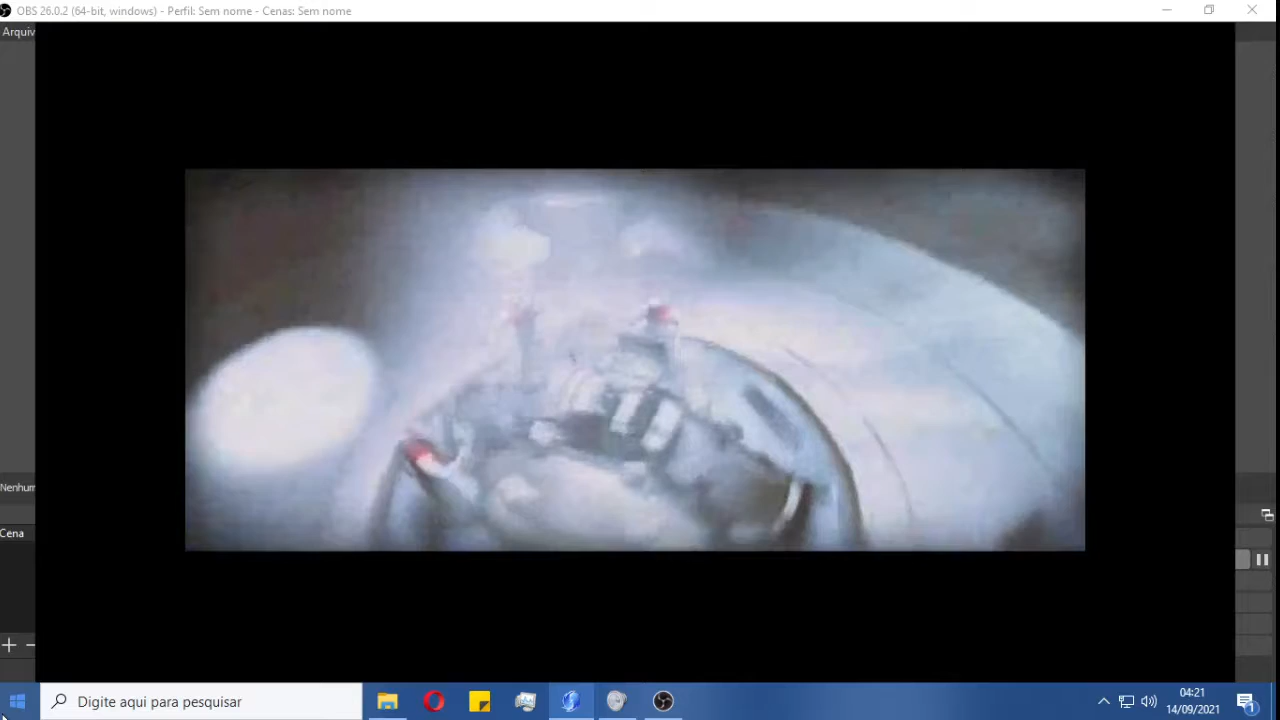 OBS 26.0.2 (64-bit, windows) - Perfil: Sem nome - Cenas: Sem nome
Arquiv
Nenhum
Cena
Digite aqui para pesquisar
04:21
14/09/2021
1